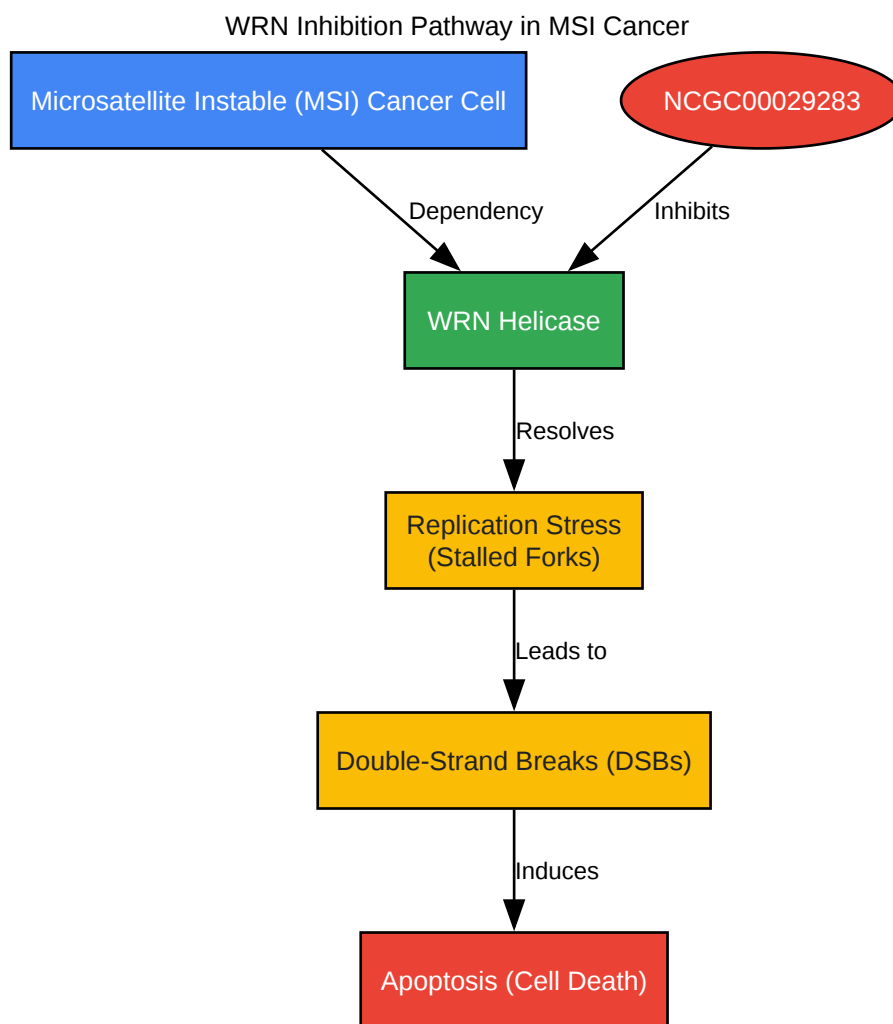 WRN Inhibition Pathway in MSI Cancer
Microsatellite Instable (MSI) Cancer Cell
NCGC00029283
Dependency
Inhibits
WRN Helicase
Resolves
Replication Stress
(Stalled Forks)
Leads to
Double-Strand Breaks (DSBs)
Induces
Apoptosis (Cell Death)